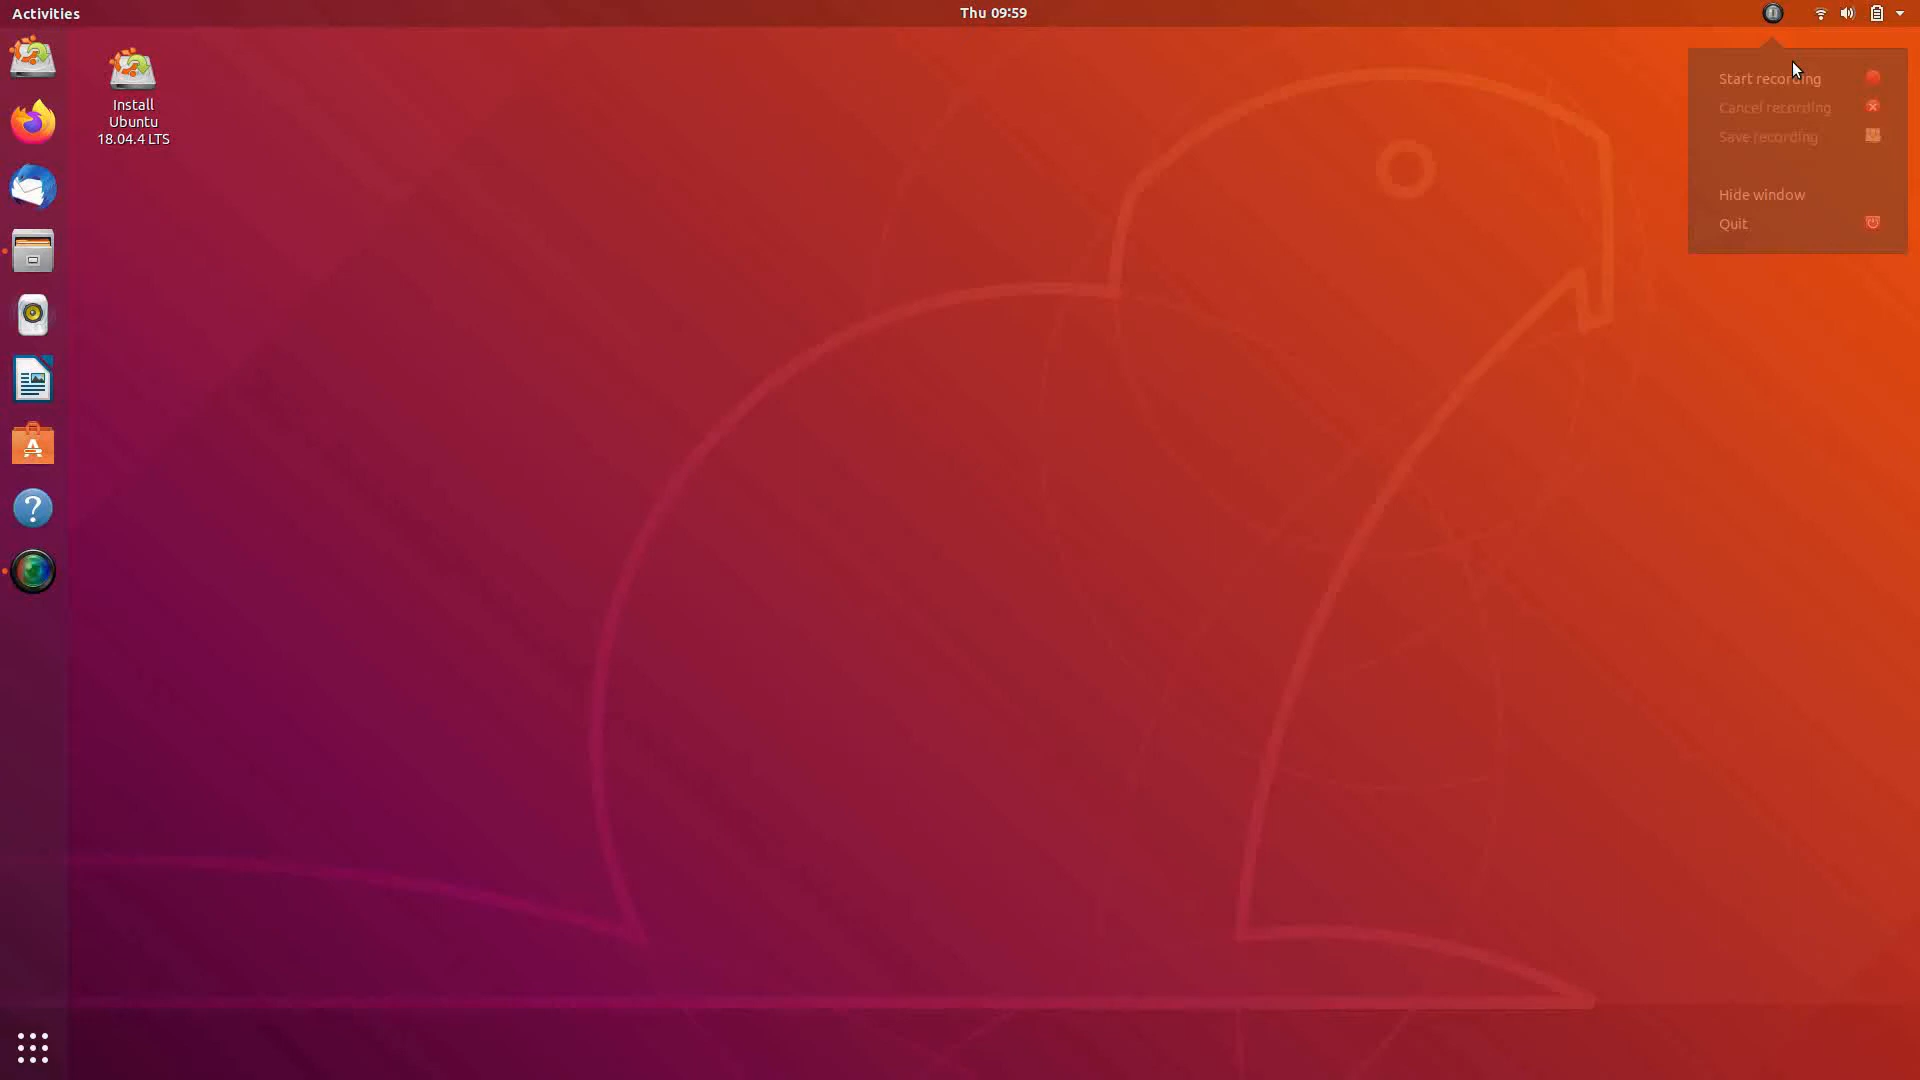 Activities
Thu 09:59
Install
Ubuntu
18.04.4 LTS
Start recording
Cancel recording
Save recording
Hide window
Quit